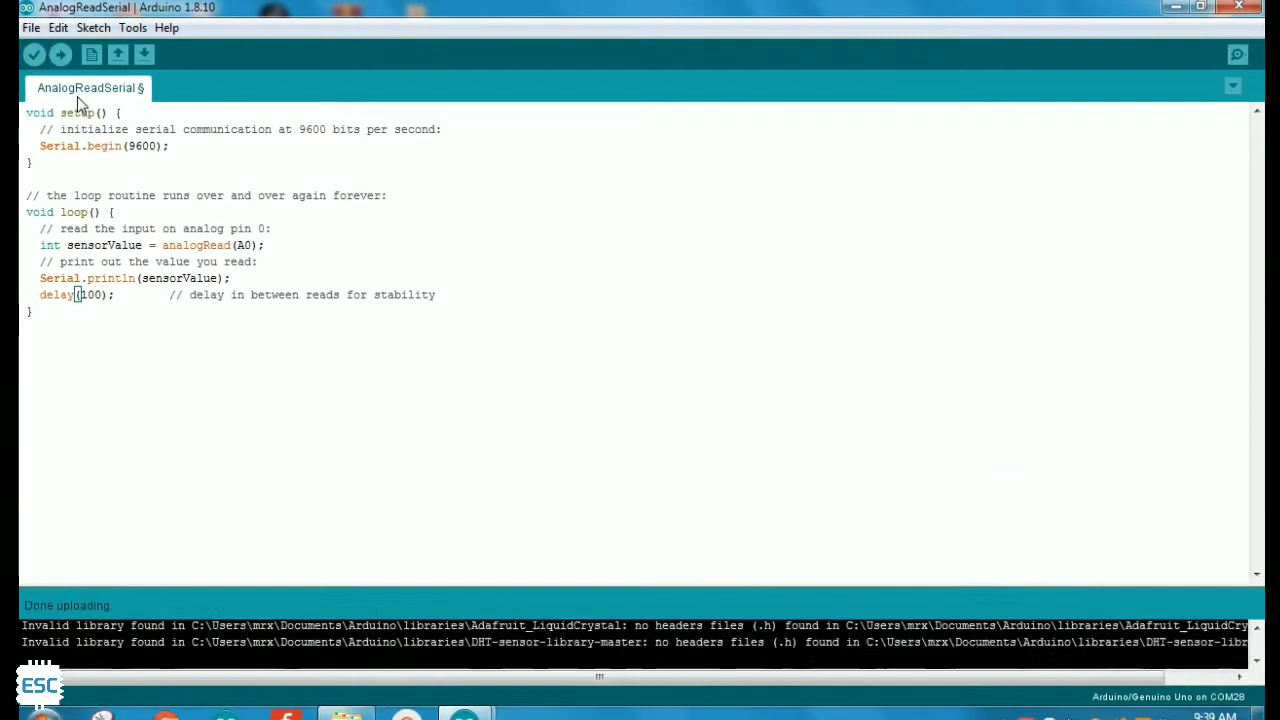 AnalogReadSerial | Arduino 1.8.10
File Edit Sketch Tools Help
AnalogReadSerial §
void setup() {
// initialize serial communication at 9600 bits per second:
Serial.begin(9600);
}
// the loop routine runs over and over again forever:
void loop() {
// read the input on analog pin 0:
int sensorValue = analogRead(A0);
// print out the value you read:
Serial.println(sensorValue);
delay(100); // delay in between reads for stability
}
Done uploading.
Invalid library found in C:\Users\mrx\Documents\Arduino\libraries\Adafruit_LiquidCrystal: no headers files (.h) found in C:\Users\mrx\Documents\Arduino\libraries\Adafruit_LiquidCry
Invalid library found in C:\Users\mrx\Documents\Arduino\libraries\DHT-sensor-library-master: no headers files (.h) found in C:\Users\mrx\Documents\Arduino\libraries\DHT-sensor-libr
ESC
Arduino/Genuino Uno on COM28
9:39 AM